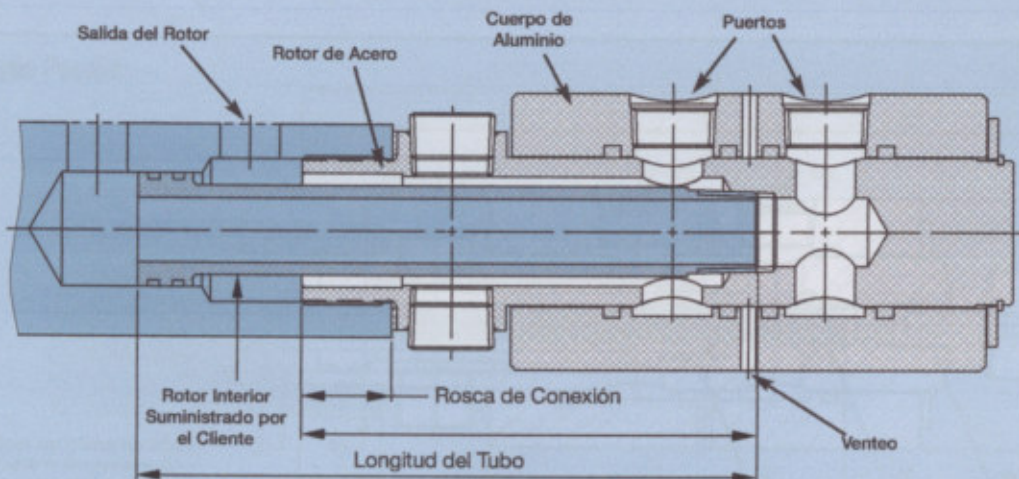 Salida del Rotor
Rotor de Acero
Cuerpo de
Aluminio
Puertos
Rotor Interior
Suministrado por
el Cliente
Rosca de Conexión
Longitud del Tubo
Venteo